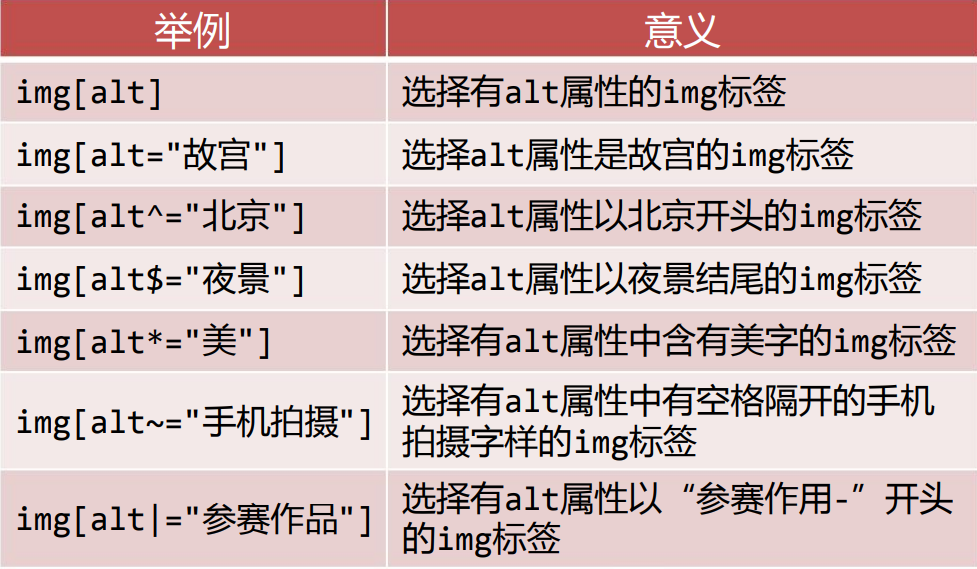 举例 意义
img[alt] 选择有alt属性的img标签
img[alt="故宫"] 选择alt属性是故宫的img标签
img[alt^="北京"] 选择alt属性以北京开头的img标签
img[alt$="夜景"] 选择alt属性以夜景结尾的img标签
img[alt*="美"] 选择有alt属性中含有美字的img标签
img[alt~="手机拍摄"] 选择有alt属性中有空格隔开的手机
拍摄字样的img标签
img[alt|="参赛作品"] 选择有alt属性以“参赛作用-”开头
的img标签